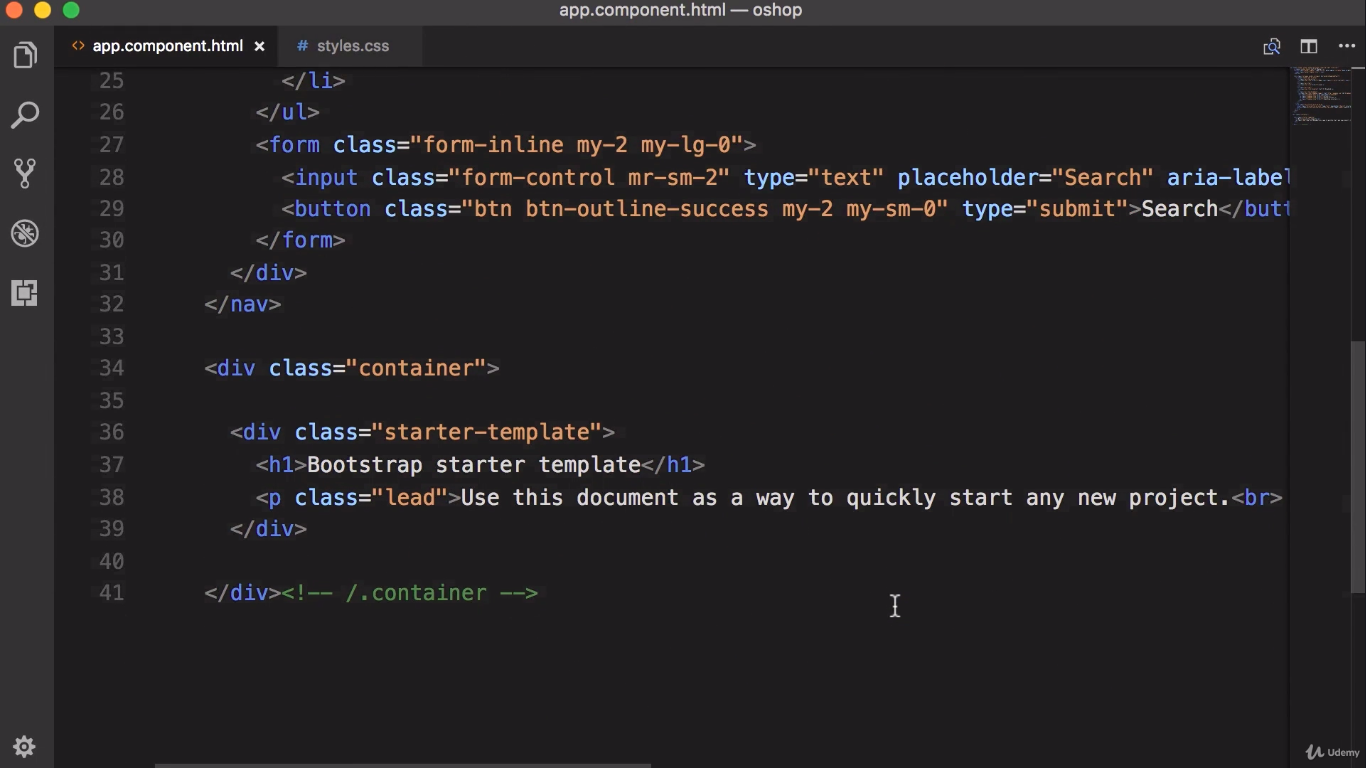 app.component.html — oshop
<> app.component.html ×
# styles.css
25 </li>
26 </ul>
27 <form class="form-inline my-2 my-lg-0">
28 <input class="form-control mr-sm-2" type="text" placeholder="Search" aria-label
29 <button class="btn btn-outline-success my-2 my-sm-0" type="submit">Search</butt
30 </form>
31 </div>
32 </nav>
33
34 <div class="container">
35
36 <div class="starter-template">
37 <h1>Bootstrap starter template</h1>
38 <p class="lead">Use this document as a way to quickly start any new project.<br>
39 </div>
40
41 </div><!-- /.container -->
Udemy